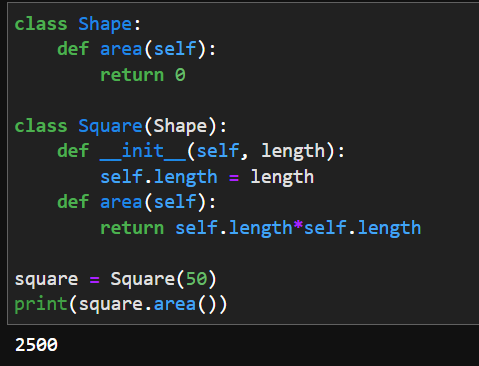 class Shape:
    def area(self):
        return 0

class Square(Shape):
    def __init__(self, length):
        self.length = length
    def area(self):
        return self.length*self.length

square = Square(50)
print(square.area())
2500